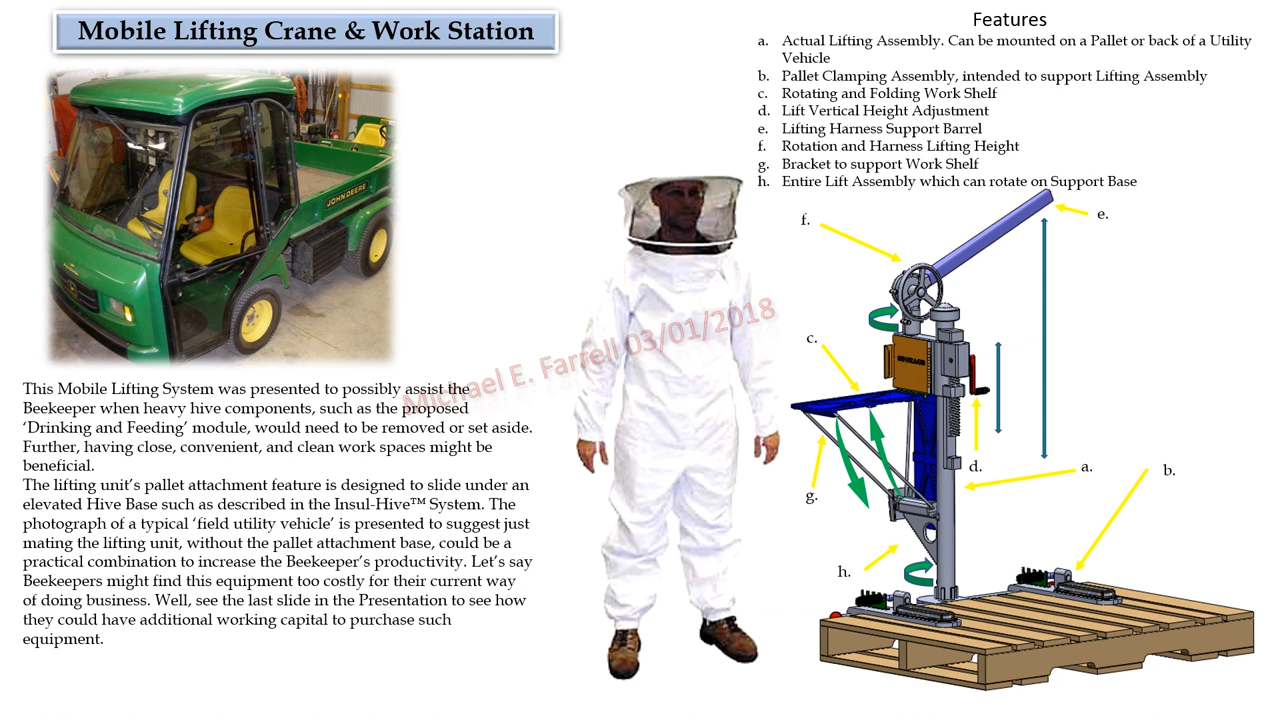 Mobile Lifting Crane & Work Station
Features
a. Actual Lifting Assembly. Can be mounted on a Pallet or back of a Utility
Vehicle
b. Pallet Clamping Assembly, intended to support Lifting Assembly
c. Rotating and Folding Work Shelf
d. Lift Vertical Height Adjustment
e. Lifting Harness Support Barrel
f. Rotation and Harness Lifting Height
g. Bracket to support Work Shelf
h. Entire Lift Assembly which can rotate on Support Base
JOHN DEERE
This Mobile Lifting System was presented to possibly assist the
Beekeeper when heavy hive components, such as the proposed
‘Drinking and Feeding’ module, would need to be removed or set aside.
Further, having close, convenient, and clean work spaces might be
beneficial.
The lifting unit’s pallet attachment feature is designed to slide under an
elevated Hive Base such as described in the Insul-Hive™ System. The
photograph of a typical ‘field utility vehicle’ is presented to suggest just
mating the lifting unit, without the pallet attachment base, could be a
practical combination to increase the Beekeeper’s productivity. Let’s say
Beekeepers might find this equipment too costly for their current way
of doing business. Well, see the last slide in the Presentation to see how
they could have additional working capital to purchase such
equipment.
Michael E. Farrell 03/01/2018
f.
e.
c.
d.
a.
b.
g.
h.